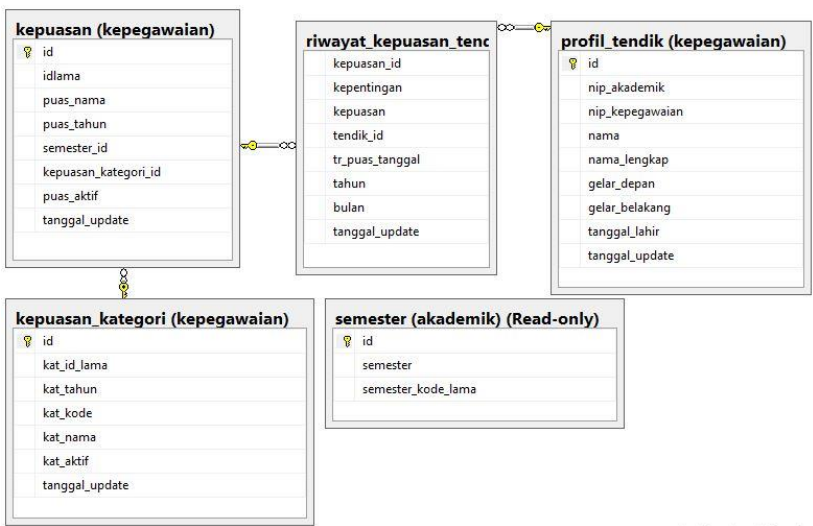 kepuasan (kepegawaian)
id
idlama
puas_nama
puas_tahun
semester_id
kepuasan_kategori_id
puas_aktif
tanggal_update
riwayat_kepuasan_tend
kepuasan_id
kepentingan
kepuasan
tendik_id
tr_puas_tanggal
tahun
bulan
tanggal_update
profil_tendik (kepegawaian)
id
nip_akademik
nip_kepegawaian
nama
nama_lengkap
gelar_depan
gelar_belakang
tanggal_lahir
tanggal_update
kepuasan_kategori (kepegawaian)
id
kat_id_lama
kat_tahun
kat_kode
kat_nama
kat_aktif
tanggal_update
semester (akademik) (Read-only)
id
semester
semester_kode_lama